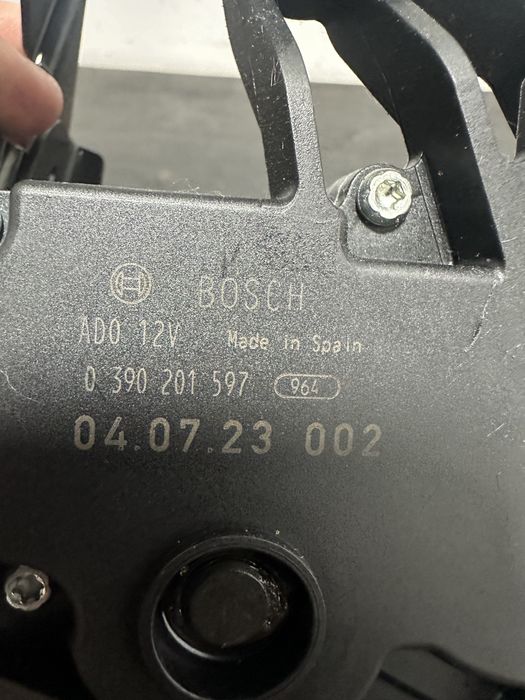 BOSCH
ADO 12V Made in Spain
0 390 201 597 964
04.07.23 002